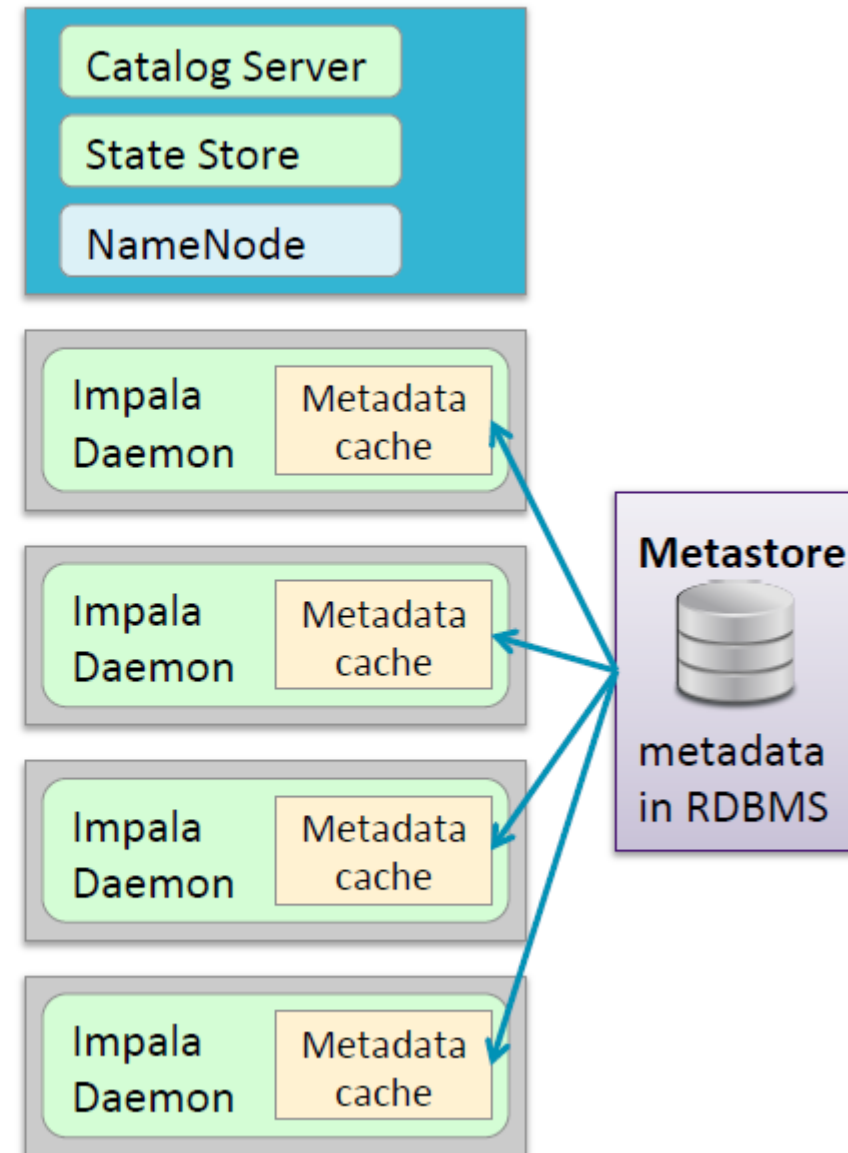 Catalog Server
State Store
NameNode
Impala
Daemon
Metadata
cache
Impala
Daemon
Metadata
cache
Impala
Daemon
Metadata
cache
Impala
Daemon
Metadata
cache
Metastore
metadata
in RDBMS